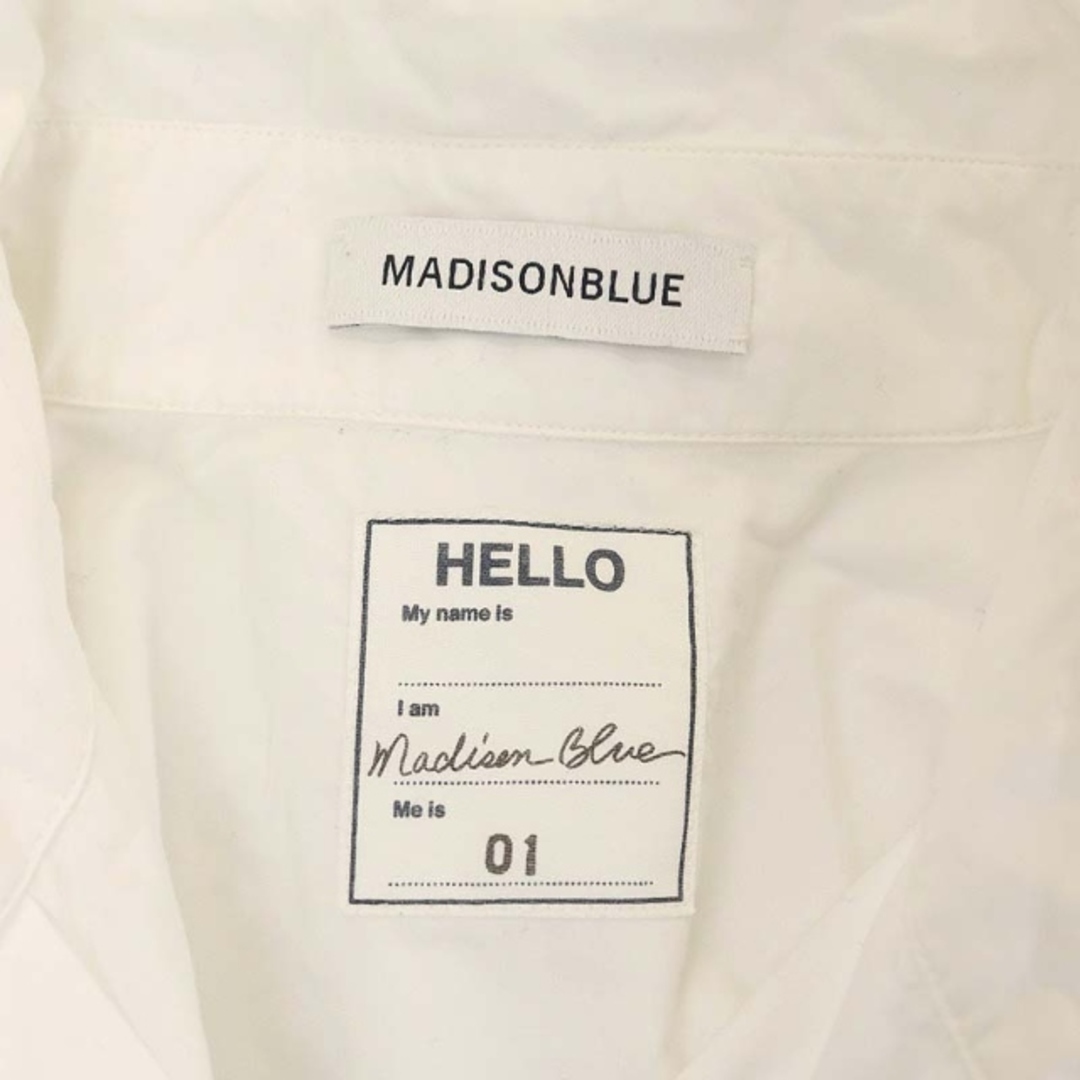 MADISONBLUE
HELLO
My name is
I am
Madison Blue
Me is
01